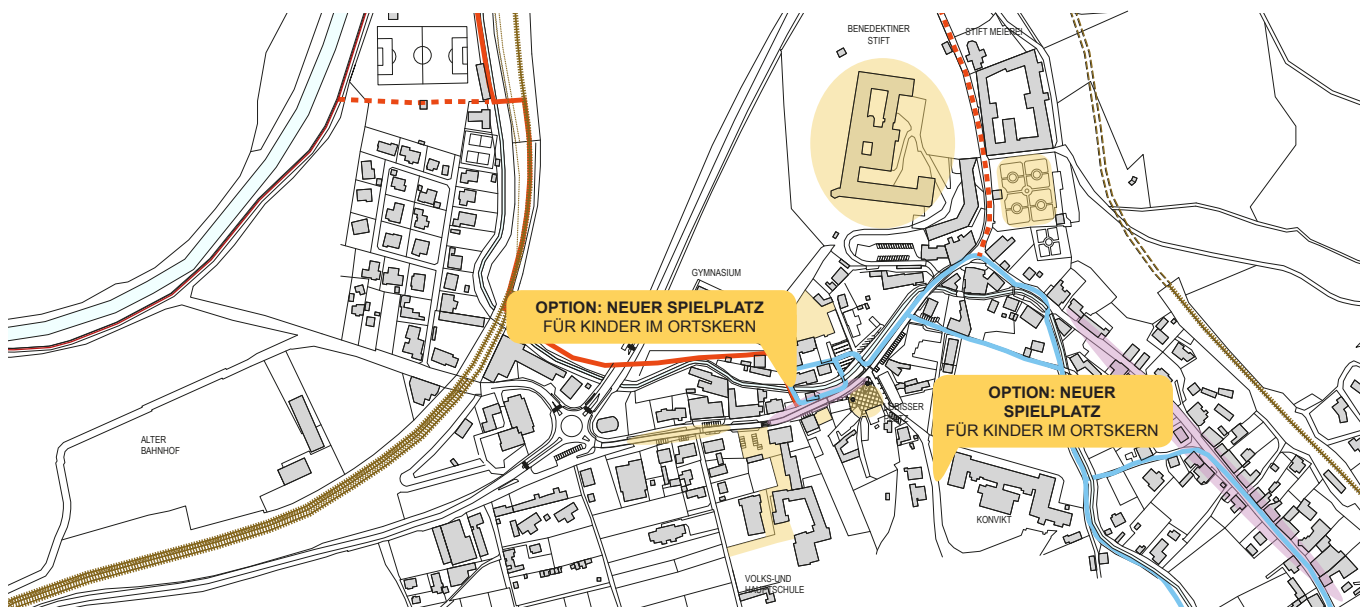 BENEDEKTINER
STIFT
STIFT MEIEREI
GYMNASIUM
OPTION: NEUER SPIELPLATZ
FÜR KINDER IM ORTSKERN
OPTION: NEUER
SPIELPLATZ
FÜR KINDER IM ORTSKERN
ALTER
BAHNHOF
KONVIKT
VOLKS-UND
HAUPTSCHULE